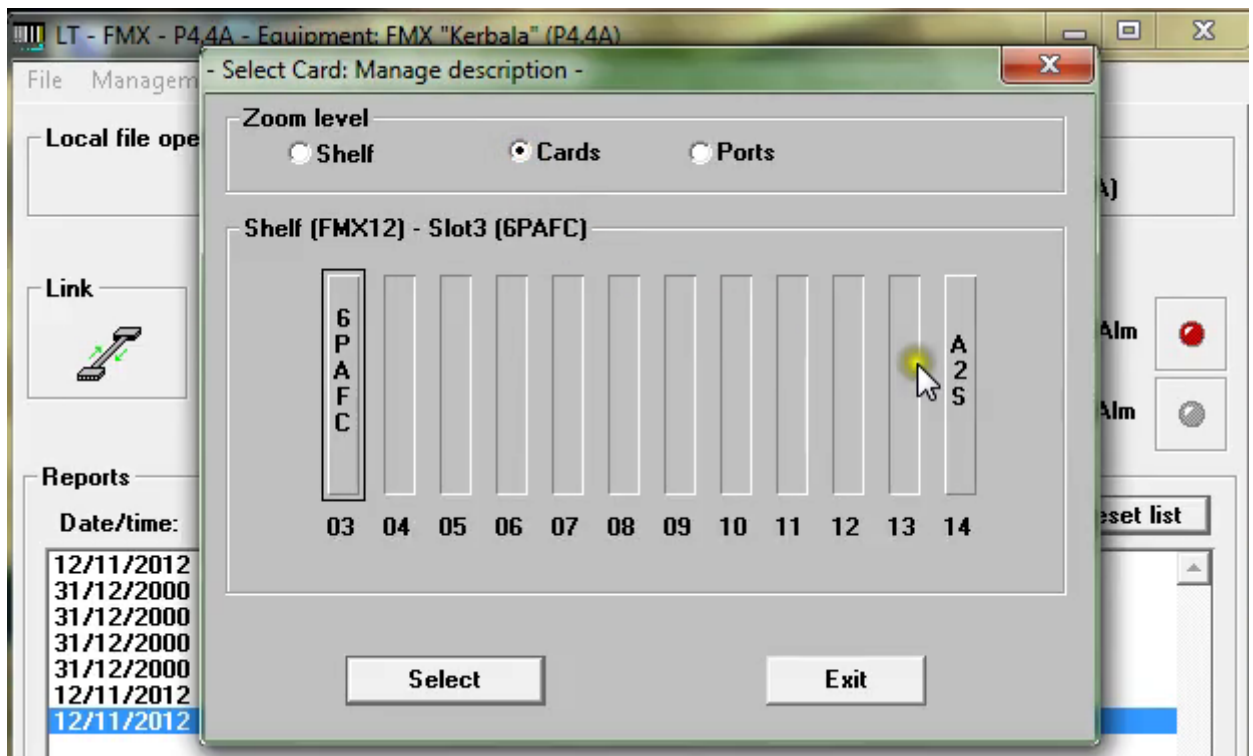 LT - FMX - P4.4A - Equipment: FMX "Kerbala" (P4.4A)
- Select Card: Manage description -
File Managem
Zoom level
Local file ope
Shelf Cards Ports
A)
Shelf (FMX12) - Slot3 (6PAFC)
Link
6PAFC
A2S
Alm
Alm
Reports
Date/time:
eset list
03 04 05 06 07 08 09 10 11 12 13 14
12/11/2012
31/12/2000
31/12/2000
31/12/2000
31/12/2000
12/11/2012
12/11/2012
Select Exit